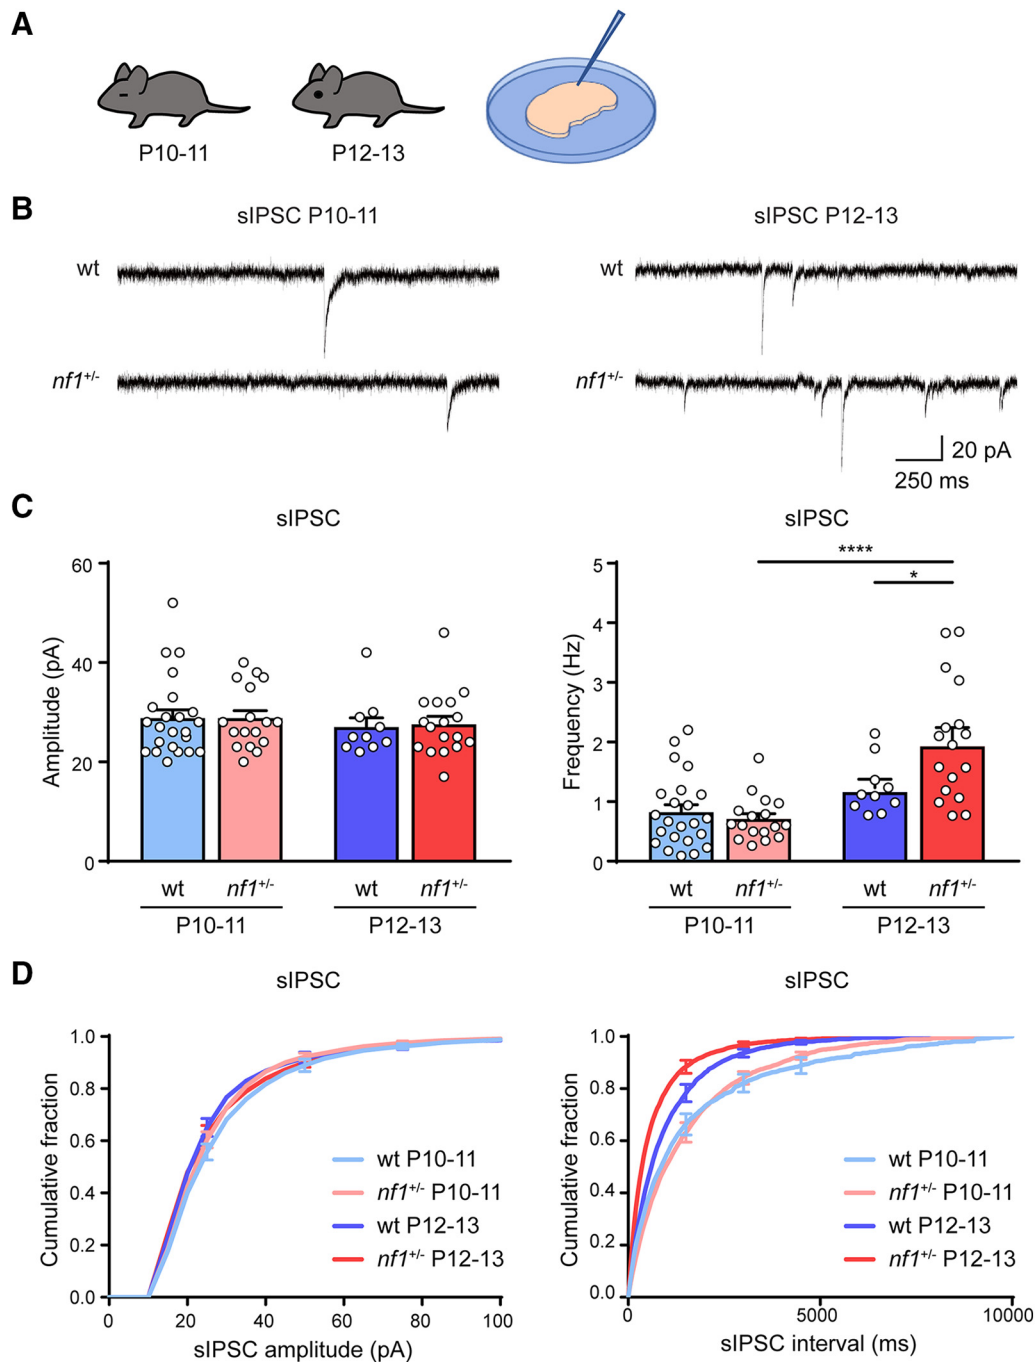 A
P10-11 P12-13
B
sIPSC P10-11 sIPSC P12-13
wt wt
nf1+/- nf1+/-
20 pA
250 ms
C
sIPSC sIPSC
**** 
*
Amplitude (pA)
60
40
20
0
wt nf1+/- wt nf1+/-
P10-11 P12-13
Frequency (Hz)
5
4
3
2
1
0
wt nf1+/- wt nf1+/-
P10-11 P12-13
D
sIPSC sIPSC
Cumulative fraction
1.0
0.8
0.6
0.4
0.2
0.0
wt P10-11
nf1+/- P10-11
wt P12-13
nf1+/- P12-13
0 20 40 60 80 100
sIPSC amplitude (pA)
Cumulative fraction
1.0
0.8
0.6
0.4
0.2
0.0
wt P10-11
nf1+/- P10-11
wt P12-13
nf1+/- P12-13
0 5000 10000
sIPSC interval (ms)